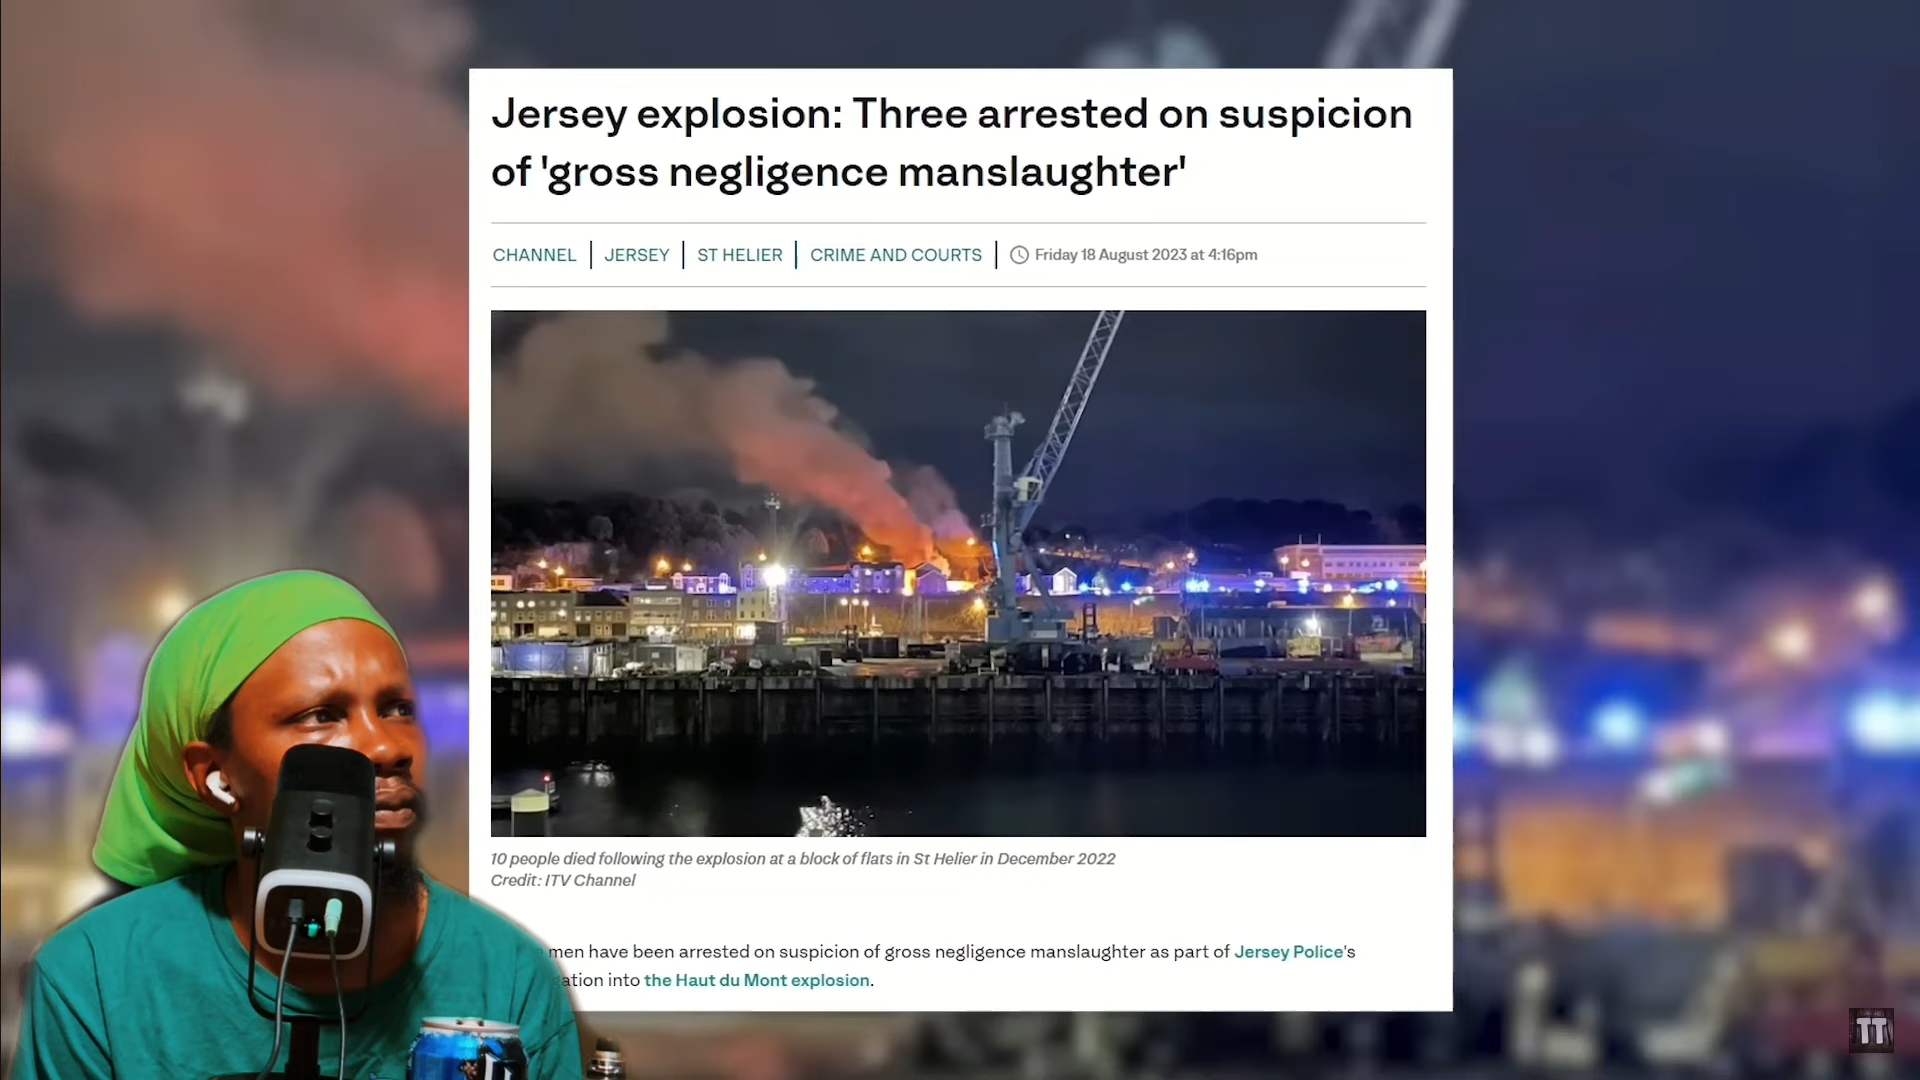 Jersey explosion: Three arrested on suspicion
of 'gross negligence manslaughter'
CHANNEL JERSEY ST HELIER CRIME AND COURTS Friday 18 August 2023 at 4:16pm
10 people died following the explosion at a block of flats in St Helier in December 2022
Credit: ITV Channel
men have been arrested on suspicion of gross negligence manslaughter as part of Jersey Police's
ation into the Haut du Mont explosion.
TT